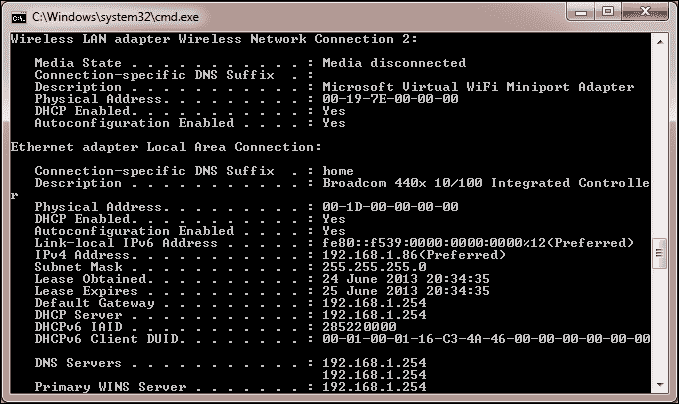 C:\Windows\system32\cmd.exe
Wireless LAN adapter Wireless Network Connection 2:
Media State . . . . . . . . . . . : Media disconnected
Connection-specific DNS Suffix  . :
Description . . . . . . . . . . . : Microsoft Virtual WiFi Miniport Adapter
Physical Address. . . . . . . . . : 00-19-7E-00-00-00
DHCP Enabled. . . . . . . . . . . : Yes
Autoconfiguration Enabled . . . . : Yes
Ethernet adapter Local Area Connection:
Connection-specific DNS Suffix  . : home
Description . . . . . . . . . . . : Broadcom 440x 10/100 Integrated Controlle
r
Physical Address. . . . . . . . . : 00-1D-00-00-00-00
DHCP Enabled. . . . . . . . . . . : Yes
Autoconfiguration Enabled . . . . : Yes
Link-local IPv6 Address . . . . . : fe80::f539:0000:0000:0000%12(Preferred)
IPv4 Address. . . . . . . . . . . : 192.168.1.86(Preferred)
Subnet Mask . . . . . . . . . . . : 255.255.255.0
Lease Obtained. . . . . . . . . . : 24 June 2013 20:34:35
Lease Expires . . . . . . . . . . : 25 June 2013 20:34:35
Default Gateway . . . . . . . . . : 192.168.1.254
DHCP Server . . . . . . . . . . . : 192.168.1.254
DHCPv6 IAID . . . . . . . . . . . : 285220000
DHCPv6 Client DUID. . . . . . . . : 00-01-00-01-16-C3-4A-46-00-00-00-00-00-00
DNS Servers . . . . . . . . . . . : 192.168.1.254
192.168.1.254
Primary WINS Server . . . . . . . : 192.168.1.254